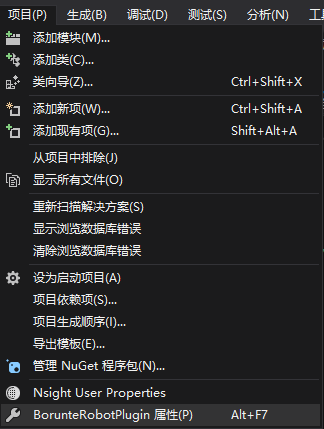 项目(P) 生成(B) 调试(D) 测试(S) 分析(N)
添加模块(M)...
添加类(C)...
类向导(Z)... Ctrl+Shift+X
添加新项(W)... Ctrl+Shift+A
添加现有项(G)... Shift+Alt+A
从项目中排除(J)
显示所有文件(O)
重新扫描解决方案(S)
显示浏览数据库错误
清除浏览数据库错误
设为启动项目(A)
项目依赖项(S)...
项目生成顺序(I)...
导出模板(E)...
管理 NuGet 程序包(N)...
Nsight User Properties
BorunteRobotPlugin 属性(P) Alt+F7